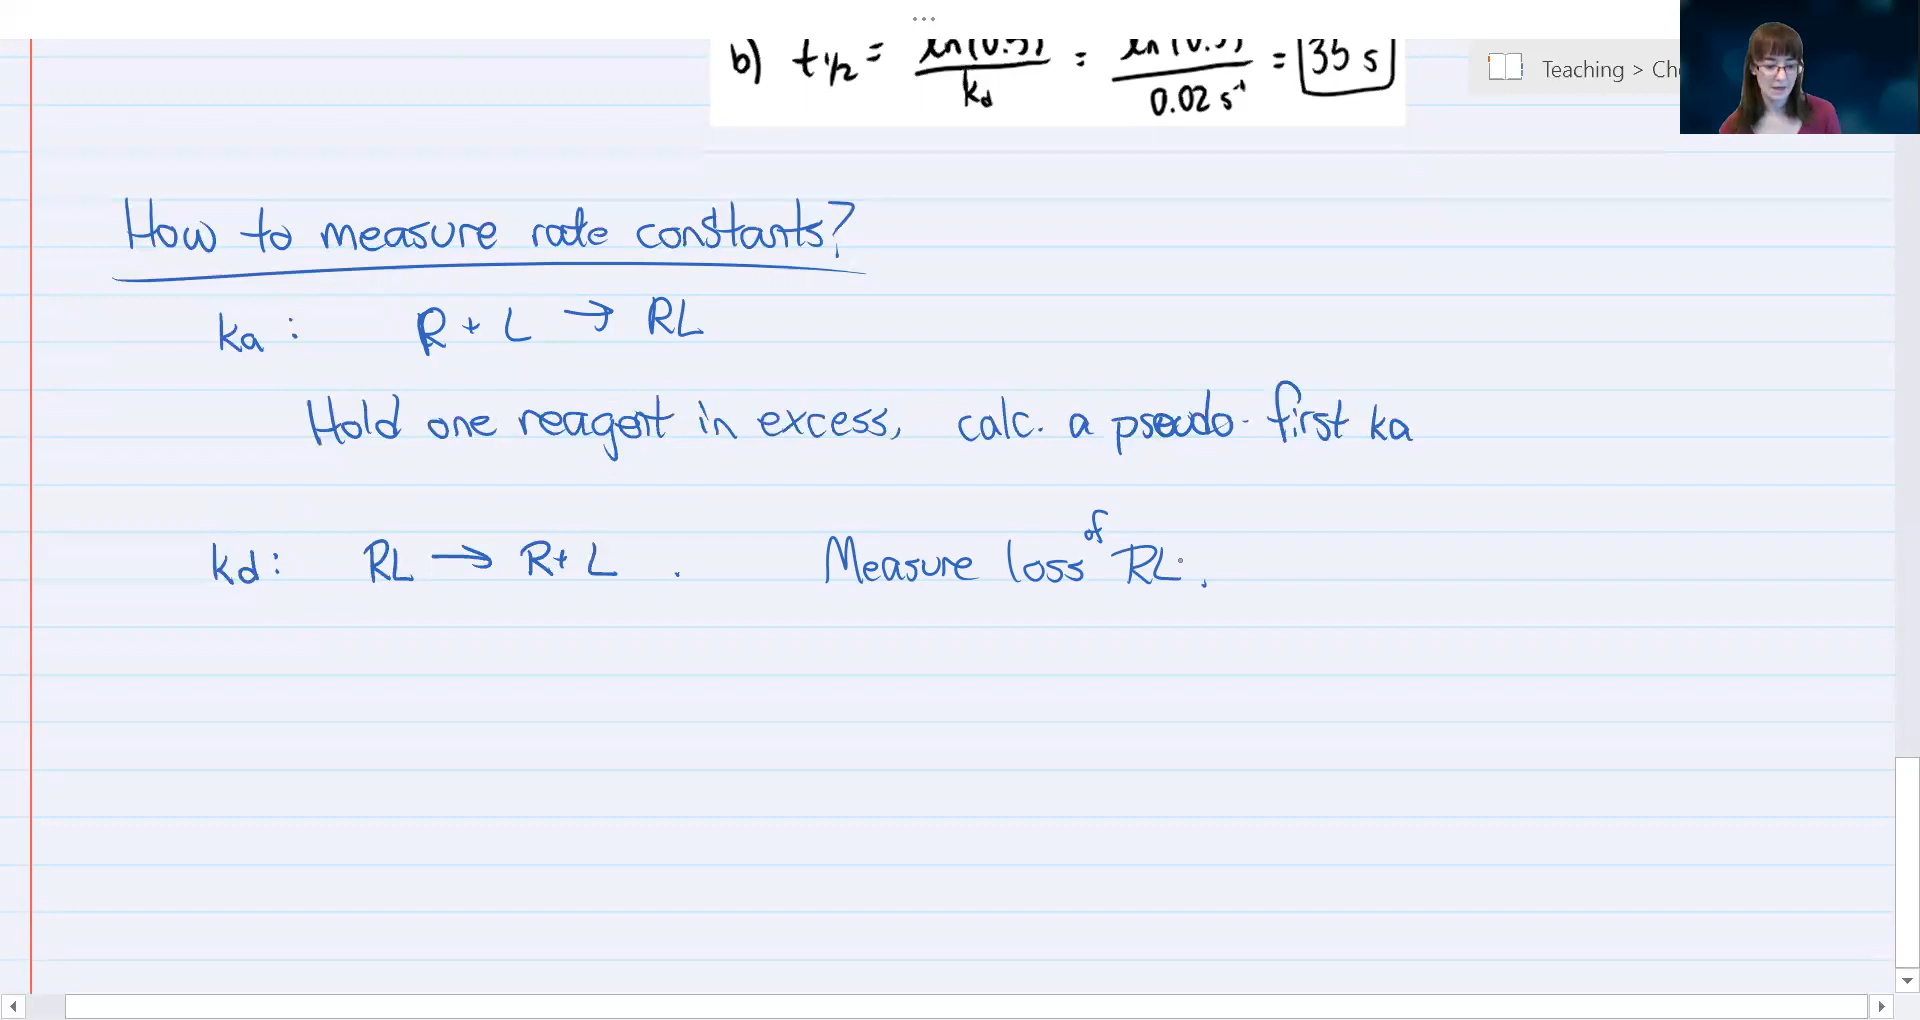 b) t½ = ln(0.5) / kd = ln(0.5) / 0.02 s⁻¹ = 35 s
Teaching >
How to measure rate constants?
ka : R + L → RL
Hold one reagent in excess, calc. a pseudo-first ka
kd : RL → R+ L . Measure loss of RL.